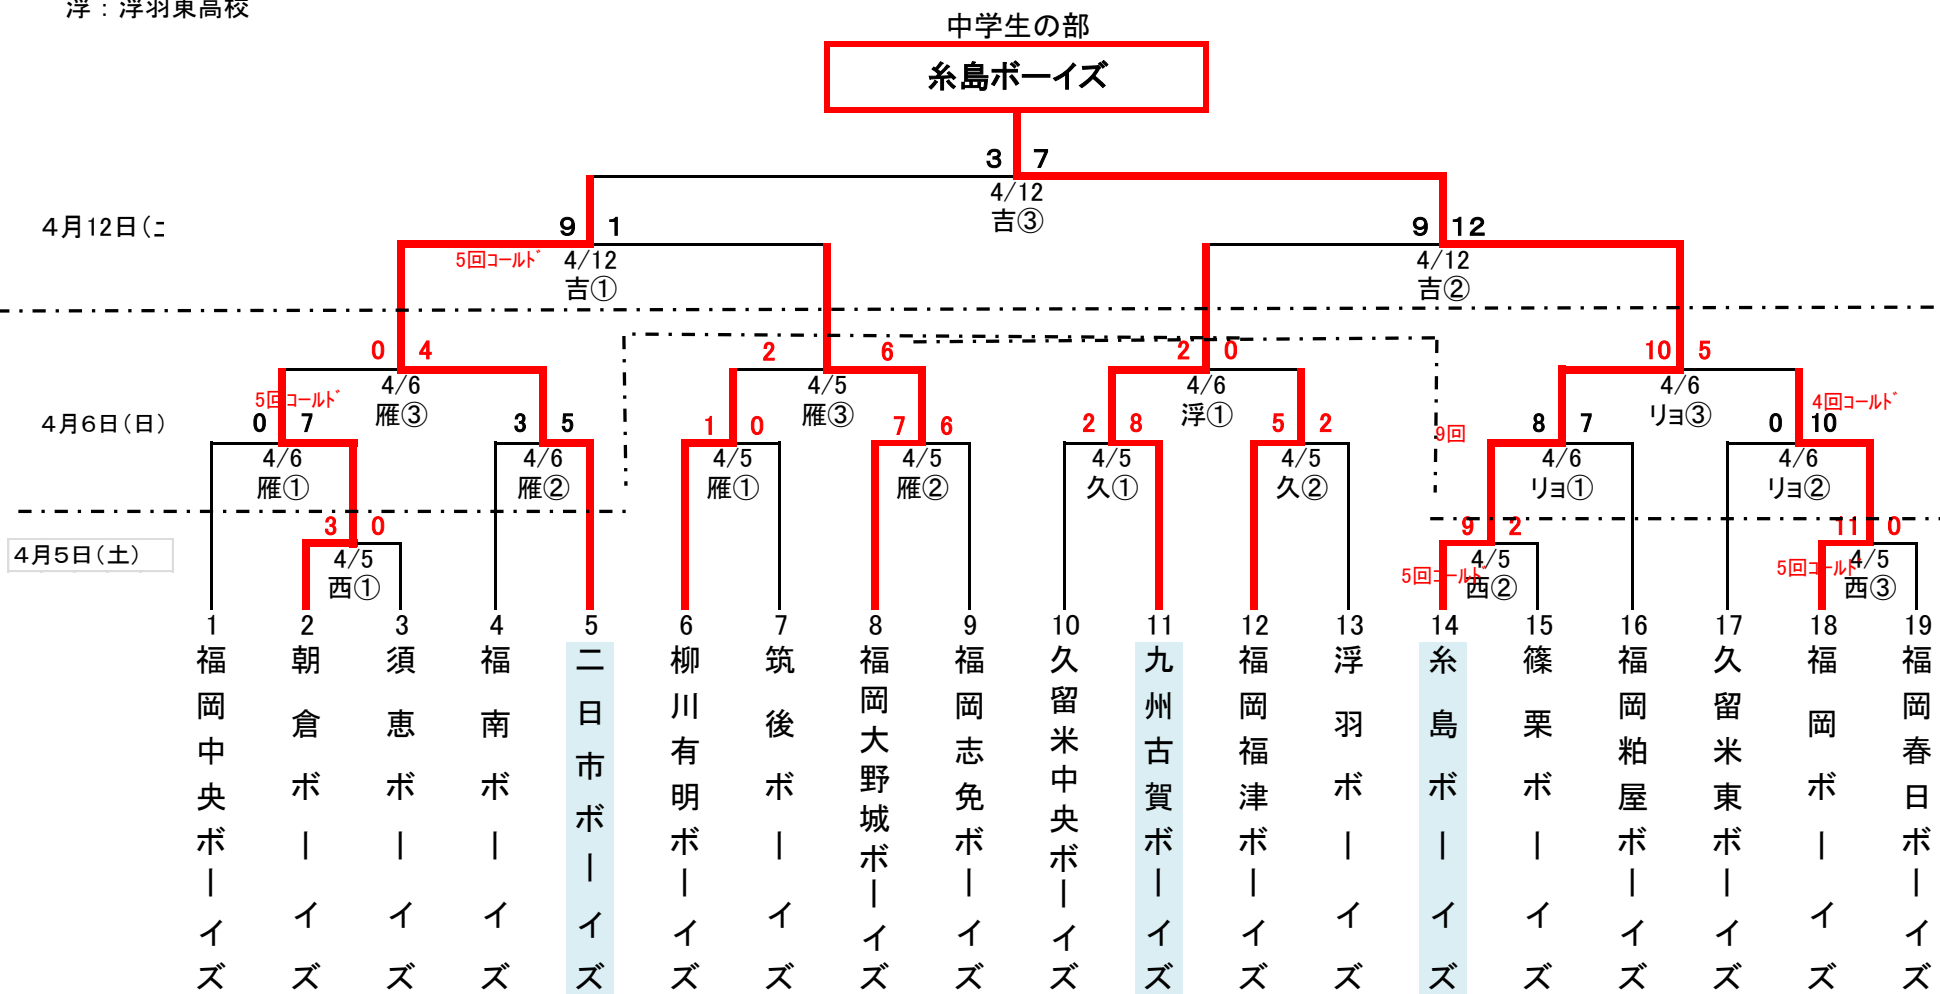 浮：浮羽東高校
中学生の部
糸島ボーイズ
3 7
4/12
吉③
4月12日(
9 1
5回コールド
4/12
吉①
9 12
4/12
吉②
0 4
4/6
雁③
2 6
4/5
雁③
2 0
4/6
浮①
10 5
4/6
リョ③
4月6日(日)
5回コールド
0 7
4/6
雁①
3 5
4/6
雁②
1 0
4/5
雁①
7 6
4/5
雁②
2 8
4/5
久①
5 2
4/5
久②
9回
8 7
4/6
リョ①
4回コールド
0 10
4/6
リョ②
4月5日(土)
3 0
4/5
西①
9 2
5回コールド
4/5
西②
11 0
5回コールド
4/5
西③
1 2 3 4 5 6 7 8 9 10 11 12 13 14 15 16 17 18 19
福岡中央ボーイズ
朝倉ボーイズ
須恵ボーイズ
福南ボーイズ
二日市ボーイズ
柳川有明ボーイズ
筑後ボーイズ
福岡大野城ボーイズ
福岡志免ボーイズ
久留米中央ボーイズ
九州古賀ボーイズ
福岡福津ボーイズ
浮羽ボーイズ
糸島ボーイズ
篠栗ボーイズ
福岡粕屋ボーイズ
久留米東ボーイズ
福岡ボーイズ
福岡春日ボーイズ